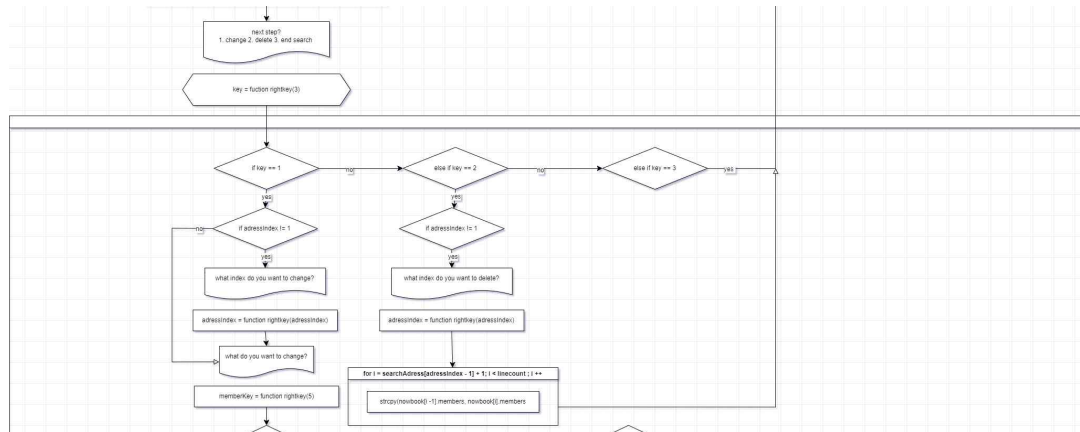 next step?
1. change 2. delete 3. end search
key = fuction rightkey(3)
if key == 1
no
else if key == 2
no
else if key == 3
yes
yes
yes
no
if adressIndex != 1
if adressIndex != 1
yes
yes
what index do you want to change?
what index do you want to delete?
adressIndex = function rightkey(adressIndex)
adressIndex = function rightkey(adressIndex)
what do you want to change?
for i = searchAdress[adressIndex - 1] + 1; i < linecount ; i ++
memberKey = function rightkey(5)
strcpy(nowbook[i -1].members, nowbook[i].members